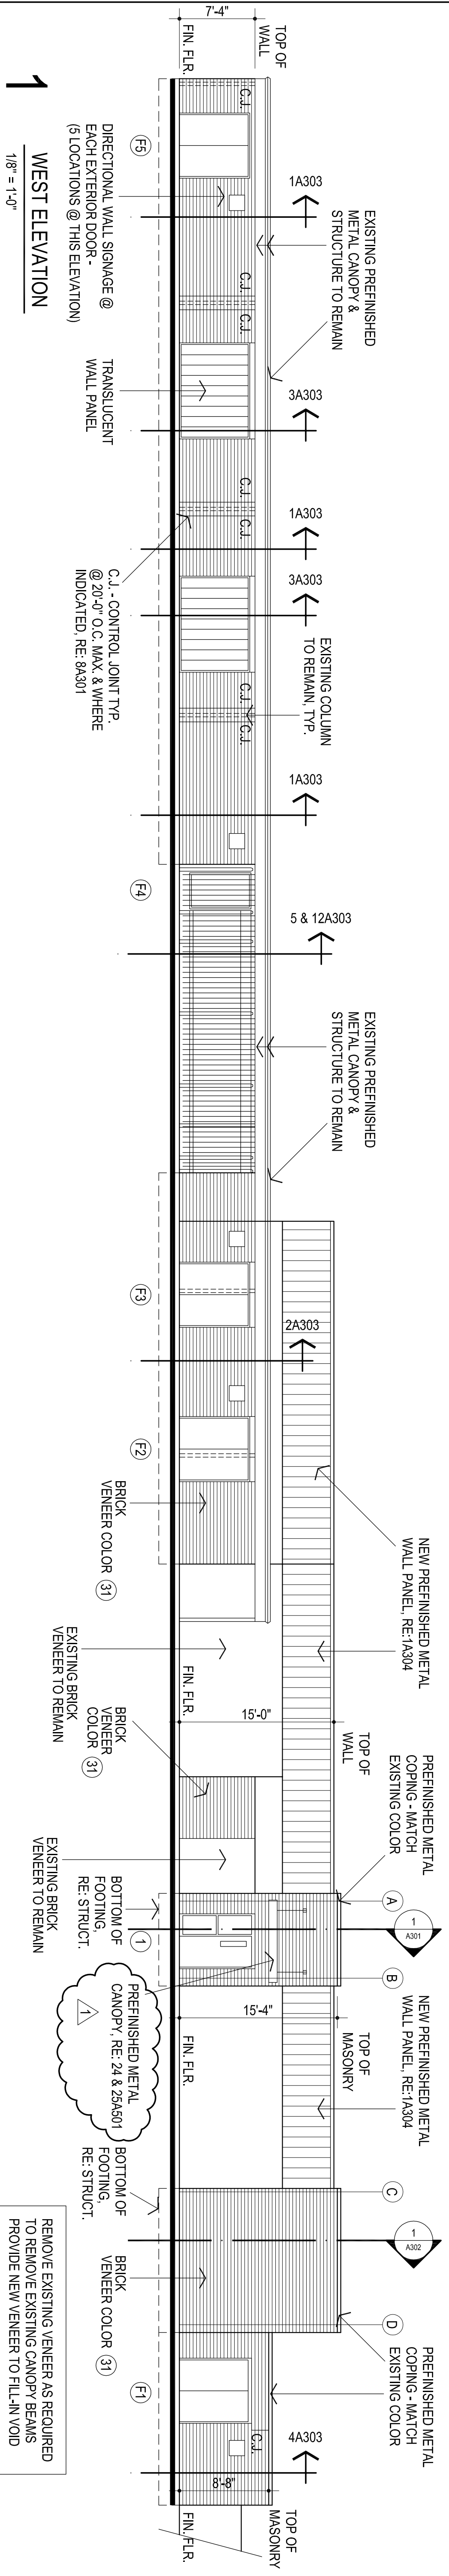 7'-4"
TOP OF
WALL
FIN. FLR.
C.J.
F5
DIRECTIONAL WALL SIGNAGE @
EACH EXTERIOR DOOR -
(5 LOCATIONS @ THIS ELEVATION)
1
WEST ELEVATION
1/8" = 1'-0"
1A303
EXISTING PREFINISHED
METAL CANOPY &
STRUCTURE TO REMAIN
C.J.
C.J.
TRANSLUCENT
WALL PANEL
3A303
C.J.
C.J.
1A303
C.J. - CONTROL JOINT TYP.
@ 20'-0" O.C. MAX. & WHERE
INDICATED, RE: 8A301
3A303
EXISTING COLUMN
TO REMAIN, TYP.
C.J.
C.J.
1A303
F4
5 & 12A303
EXISTING PREFINISHED
METAL CANOPY &
STRUCTURE TO REMAIN
F3
2A303
F2
BRICK
VENEER COLOR 31
NEW PREFINISHED METAL
WALL PANEL, RE:1A304
EXISTING BRICK
VENEER TO REMAIN
FIN. FLR.
15'-0"
TOP OF
WALL
BRICK
VENEER
COLOR 31
EXISTING BRICK
VENEER TO REMAIN
PREFINISHED METAL
COPING - MATCH
EXISTING COLOR
A
1
A301
B
BOTTOM OF
FOOTING,
RE: STRUCT.
1
PREFINISHED METAL
CANOPY, RE: 24 & 25A501
1
15'-4"
TOP OF
MASONRY
FIN. FLR.
NEW PREFINISHED METAL
WALL PANEL, RE:1A304
BOTTOM OF
FOOTING,
RE: STRUCT.
C
1
A302
D
BRICK
VENEER COLOR 31
PREFINISHED METAL
COPING - MATCH
EXISTING COLOR
F1
C.J.
4A303
8'-8"
TOP OF
MASONRY
FIN. FLR.
REMOVE EXISTING VENEER AS REQUIRED
TO REMOVE EXISTING CANOPY BEAMS
PROVIDE NEW VENEER TO FILL-IN VOID